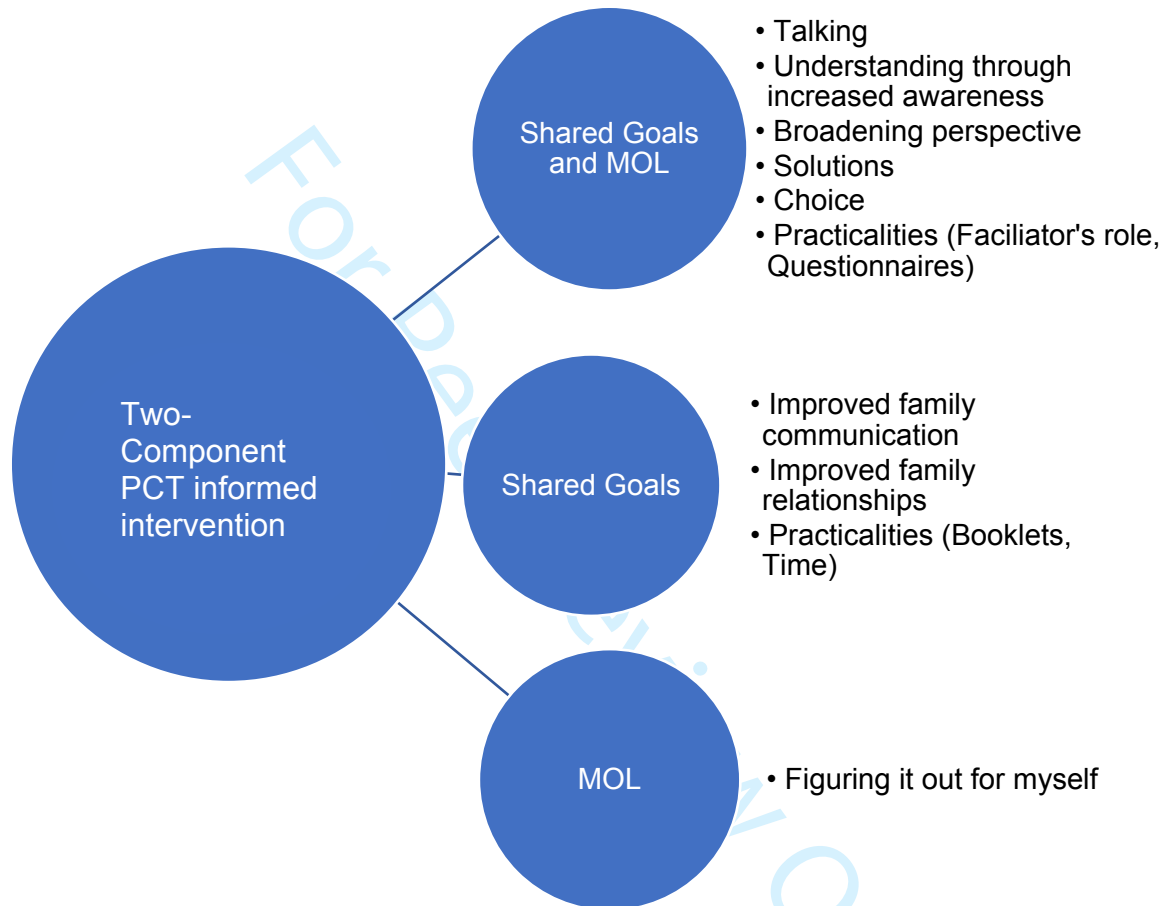 • Talking
• Understanding through
increased awareness
• Broadening perspective
• Solutions
• Choice
• Practicalities (Faciliator's role,
Questionnaires)
Shared Goals
and MOL
Two-
Component
PCT informed
intervention
Shared Goals
• Improved family
communication
• Improved family
relationships
• Practicalities (Booklets,
Time)
MOL
• Figuring it out for myself
For